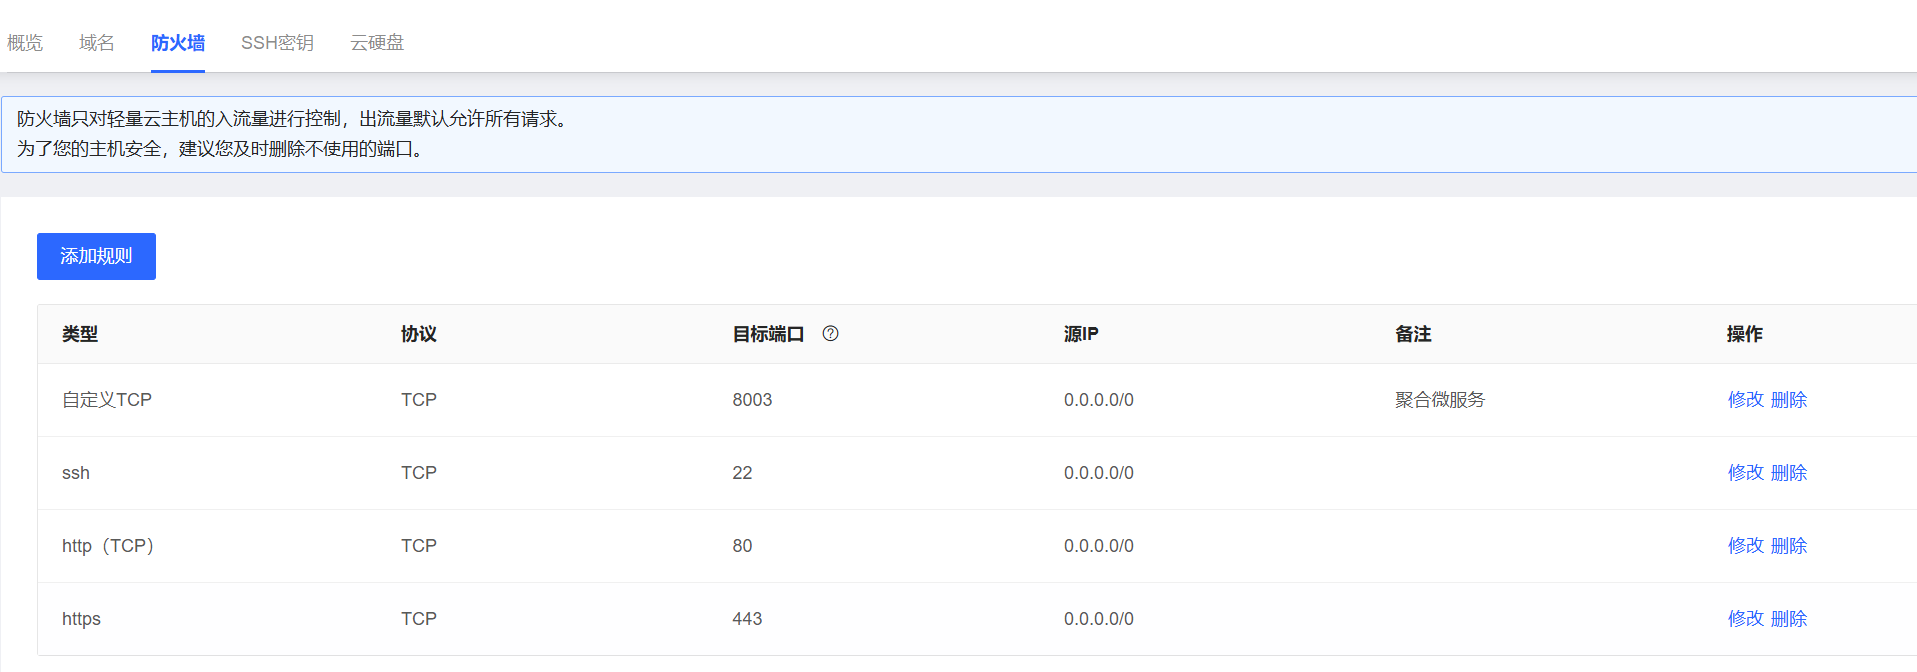 概览 域名 防火墙 SSH密钥 云硬盘
防火墙只对轻量云主机的入流量进行控制，出流量默认允许所有请求。
为了您的主机安全，建议您及时删除不使用的端口。
添加规则
类型 协议 目标端口 ? 源IP 备注 操作
自定义TCP TCP 8003 0.0.0.0/0 聚合微服务 修改 删除
ssh TCP 22 0.0.0.0/0 修改 删除
http（TCP） TCP 80 0.0.0.0/0 修改 删除
https TCP 443 0.0.0.0/0 修改 删除